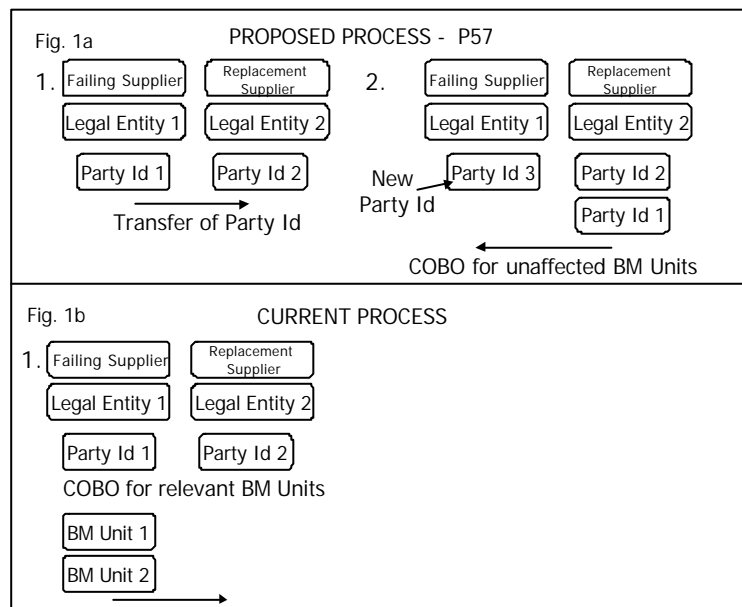 Fig. 1a
PROPOSED PROCESS - P57
1.
Failing Supplier
Replacement
Supplier
Legal Entity 1
Legal Entity 2
Party Id 1
Party Id 2
Transfer of Party Id
2.
Failing Supplier
Replacement
Supplier
Legal Entity 1
Legal Entity 2
New
Party Id
Party Id 3
Party Id 2
Party Id 1
COBO for unaffected BM Units
Fig. 1b
CURRENT PROCESS
1.
Failing Supplier
Replacement
Supplier
Legal Entity 1
Legal Entity 2
Party Id 1
Party Id 2
COBO for relevant BM Units
BM Unit 1
BM Unit 2